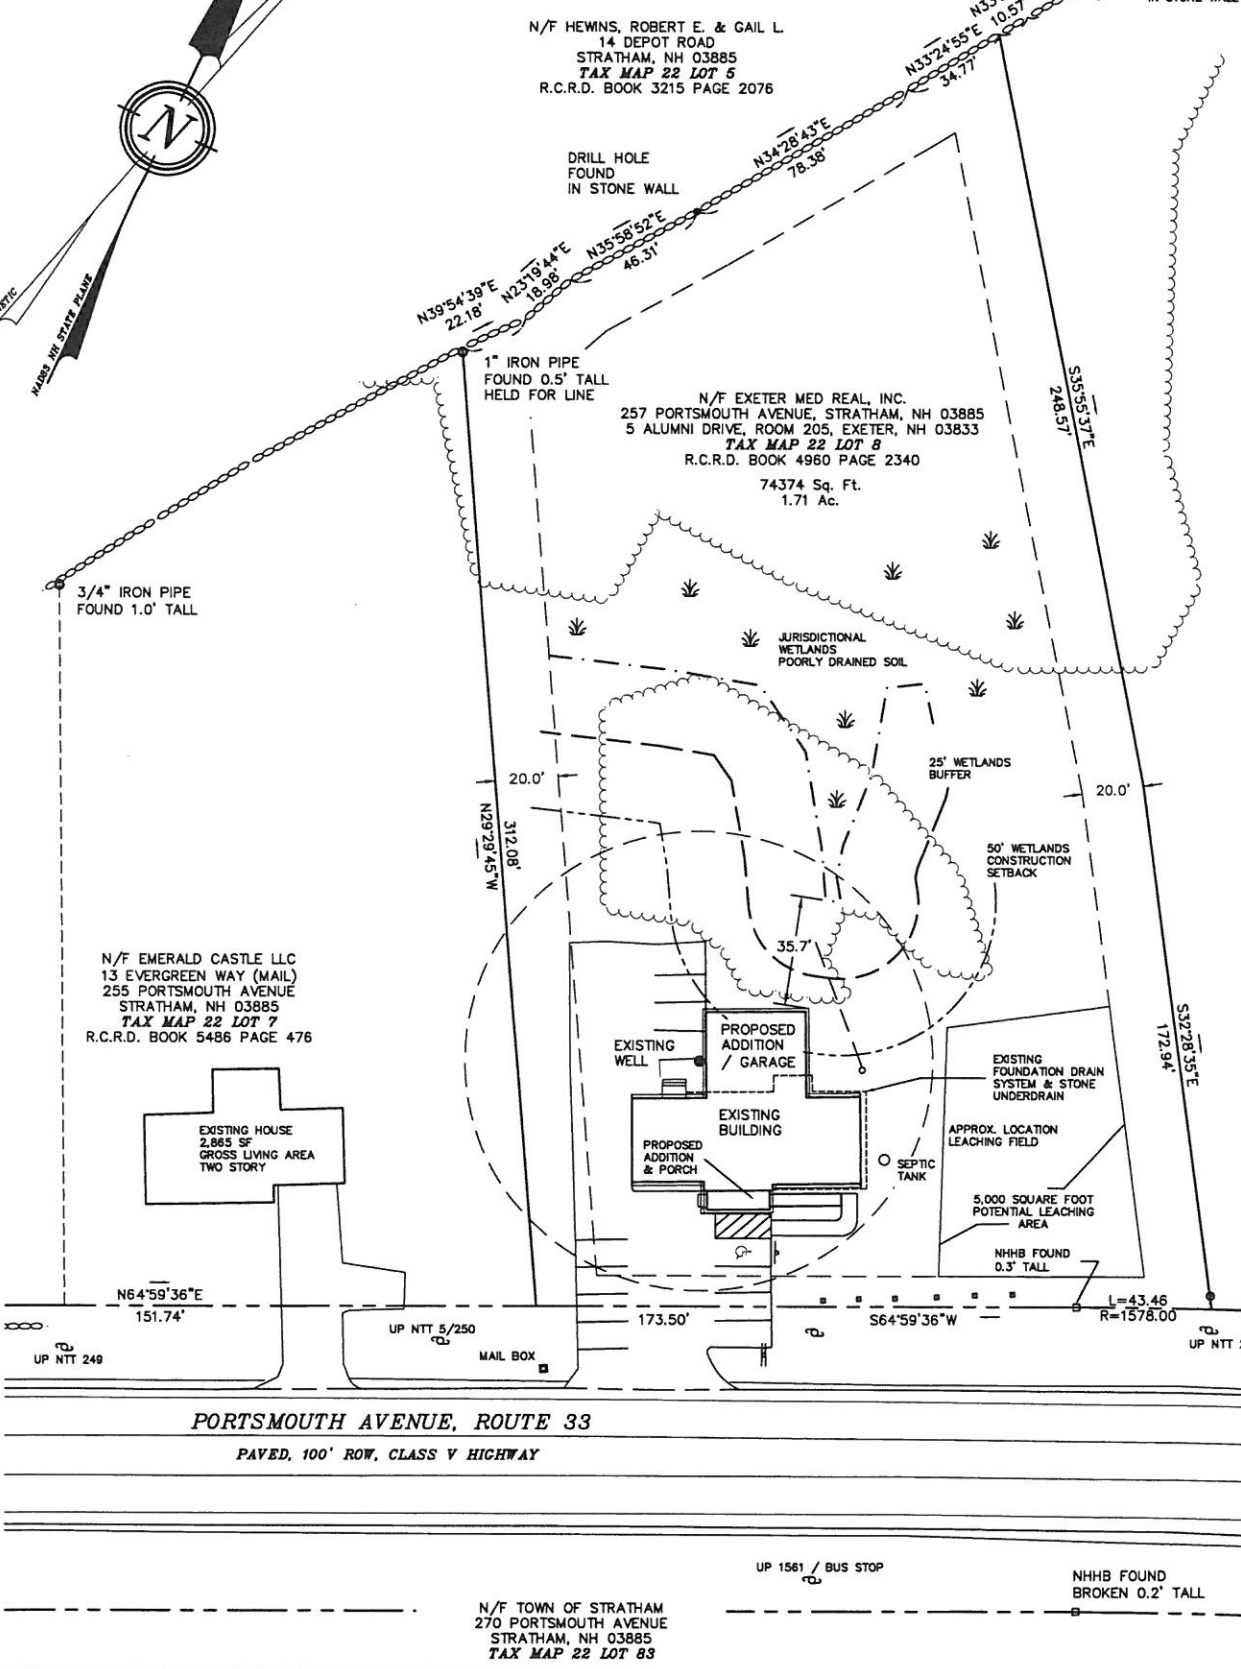 N/F HEWINS, ROBERT E. & GAIL L.
14 DEPOT ROAD
STRATHAM, NH 03885
TAX MAP 22 LOT 5
R.C.R.D. BOOK 3215 PAGE 2076
10.57
N33°24'55"E
34.77'
N
NAD83 NH STATE PLANE
DRILL HOLE
FOUND
IN STONE WALL
N34°28'43"E
78.38'
N35°58'52"E
46.31'
N23°19'44"E
18.98'
N39°54'39"E
22.18'
1" IRON PIPE
FOUND 0.5' TALL
HELD FOR LINE
N/F EXETER MED REAL, INC.
257 PORTSMOUTH AVENUE, STRATHAM, NH 03885
5 ALUMNI DRIVE, ROOM 205, EXETER, NH 03833
TAX MAP 22 LOT 8
R.C.R.D. BOOK 4960 PAGE 2340
74374 Sq. Ft.
1.71 Ac.
S35°55'37"E
248.57'
3/4" IRON PIPE
FOUND 1.0' TALL
JURISDICTIONAL
WETLANDS
POORLY DRAINED SOIL
25' WETLANDS
BUFFER
20.0'
20.0'
312.08'
N29°29'45"W
50' WETLANDS
CONSTRUCTION
SETBACK
35.7'
N/F EMERALD CASTLE LLC
13 EVERGREEN WAY (MAIL)
255 PORTSMOUTH AVENUE
STRATHAM, NH 03885
TAX MAP 22 LOT 7
R.C.R.D. BOOK 5486 PAGE 476
S32°28'35"E
172.94'
EXISTING
WELL
PROPOSED
ADDITION
/ GARAGE
EXISTING
FOUNDATION DRAIN
SYSTEM & STONE
UNDERDRAIN
EXISTING HOUSE
2,865 SF
GROSS LIVING AREA
TWO STORY
EXISTING
BUILDING
PROPOSED
ADDITION
& PORCH
APPROX. LOCATION
LEACHING FIELD
SEPTIC
TANK
5,000 SQUARE FOOT
POTENTIAL LEACHING
AREA
NHHB FOUND
0.3' TALL
N64°59'36"E
151.74'
173.50'
S64°59'36"W
L=43.46
R=1578.00
UP NTT 249
UP NTT 5/250
MAIL BOX
UP NTT
PORTSMOUTH AVENUE, ROUTE 33
PAVED, 100' ROW, CLASS V HIGHWAY
UP 1561 / BUS STOP
NHHB FOUND
BROKEN 0.2' TALL
N/F TOWN OF STRATHAM
270 PORTSMOUTH AVENUE
STRATHAM, NH 03885
TAX MAP 22 LOT 83